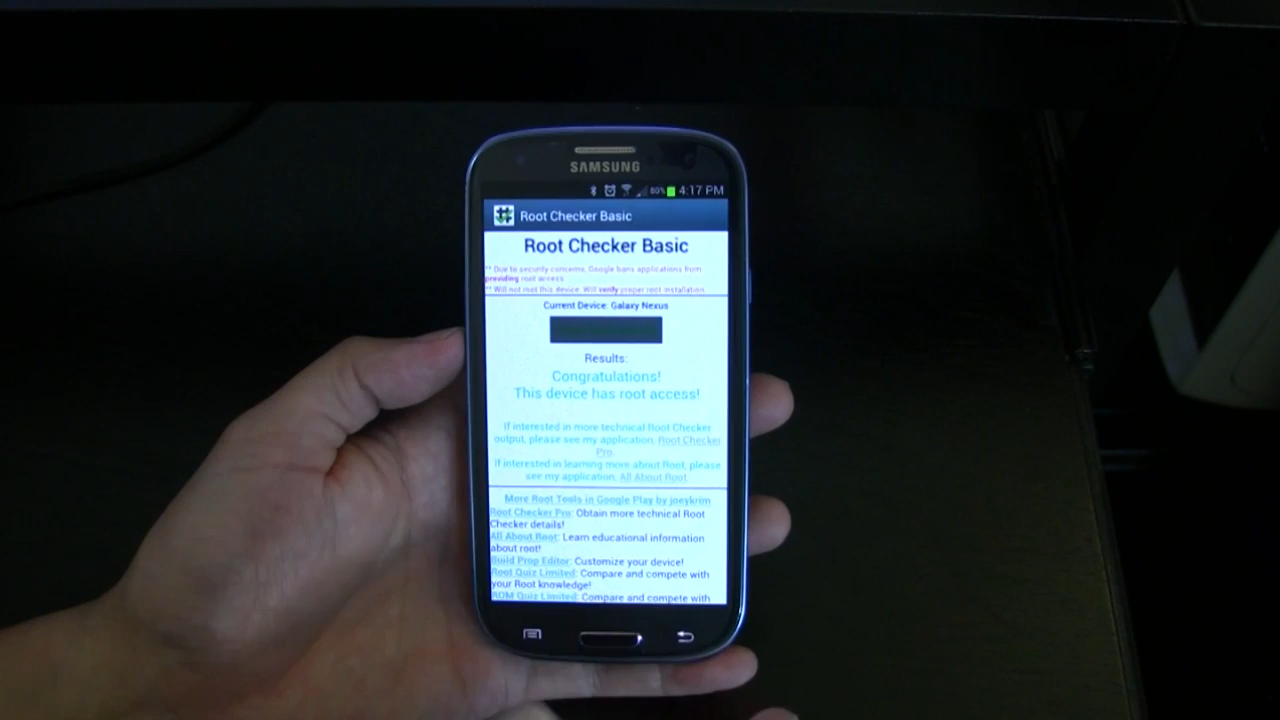 SAMSUNG
80% 4:17 PM
Root Checker Basic
Root Checker Basic
** Due to security concerns, Google bans applications from
providing root access
** Will not root this device. Will verify proper root installation.
Current Device: Galaxy Nexus
Results:
Congratulations!
This device has root access!
If interested in more technical Root Checker
output, please see my application, Root Checker
Pro.
If interested in learning more about Root, please
see my application, All About Root.
More Root Tools in Google Play by joeykrim
Root Checker Pro: Obtain more technical Root
Checker details!
All About Root: Learn educational information
about root!
Build Prop Editor: Customize your device!
Root Quiz Limited: Compare and compete with
your Root knowledge!
ROM Quiz Limited: Compare and compete with